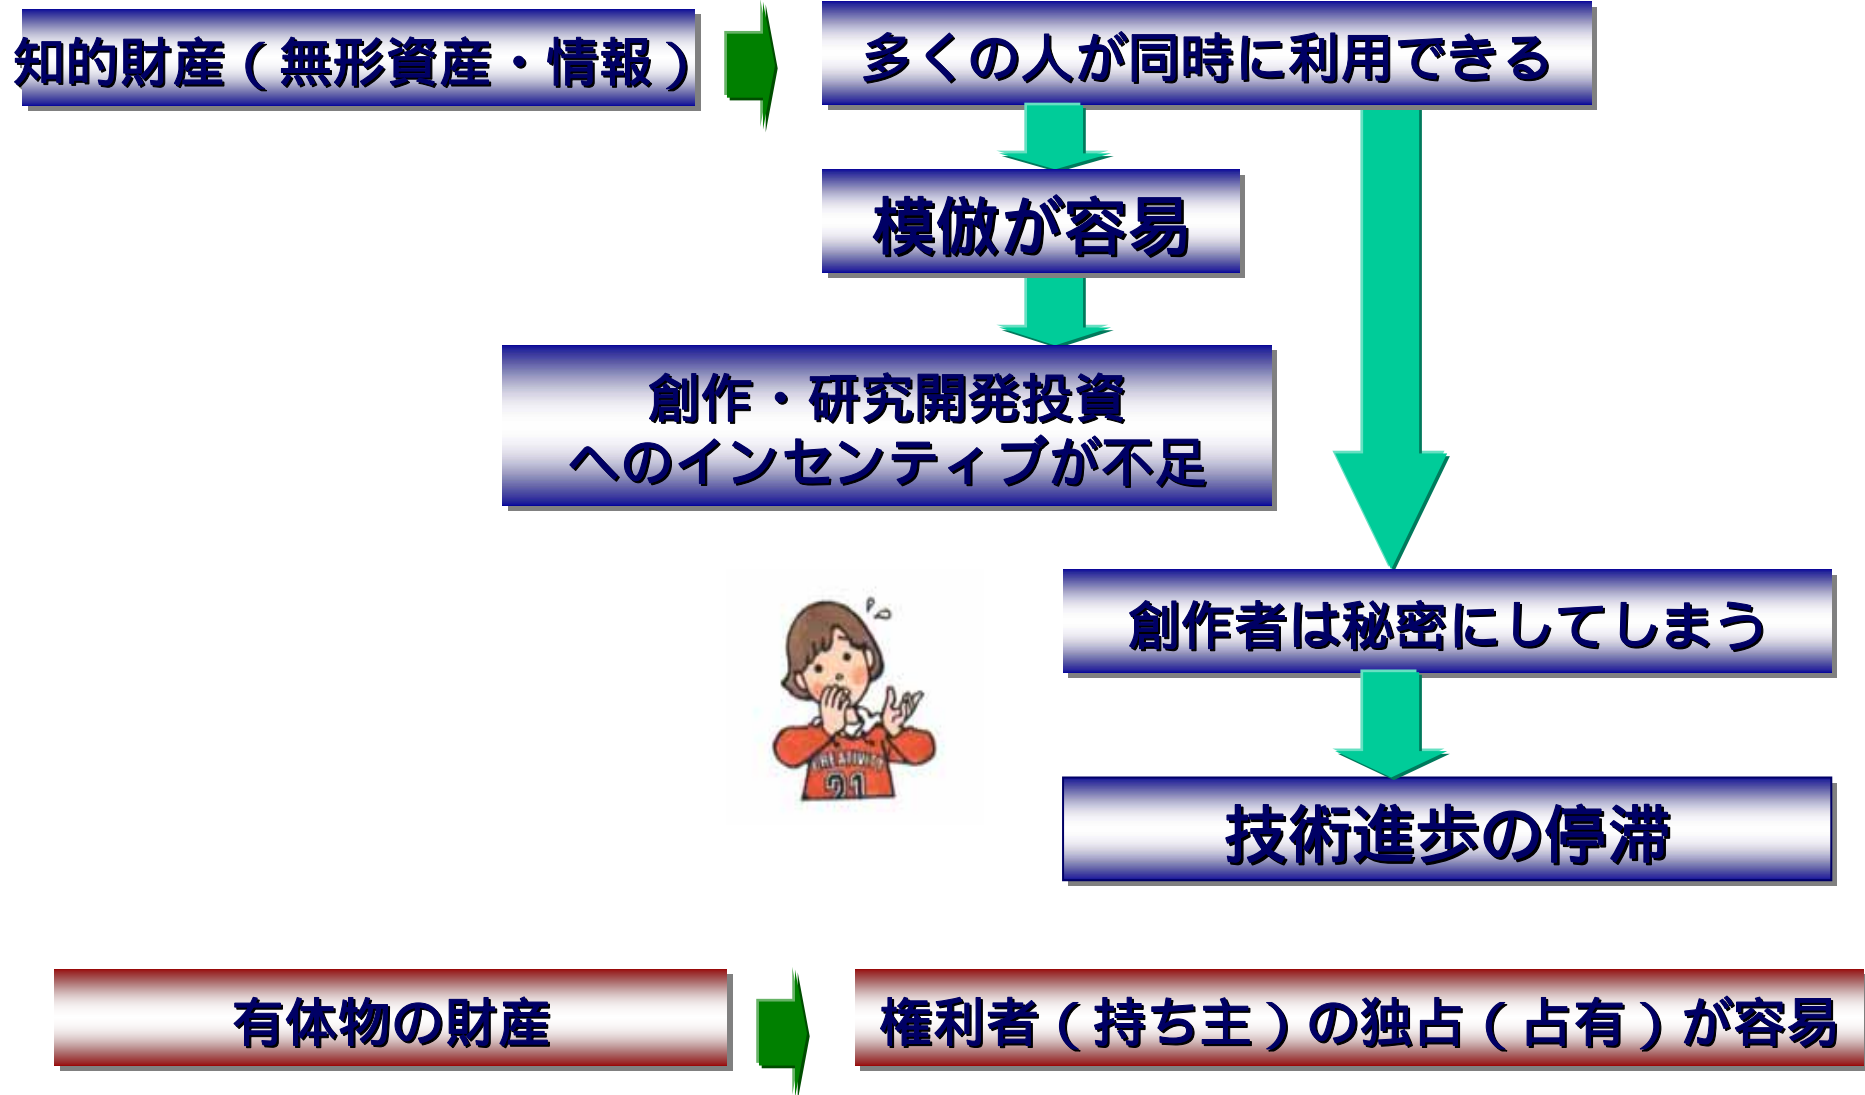 知的財産（無形資産・情報）
多くの人が同時に利用できる
模倣が容易
創作・研究開発投資
へのインセンティブが不足
創作者は秘密にしてしまう
CREATIVITY
21
技術進歩の停滞
有体物の財産
権利者（持ち主）の独占（占有）が容易